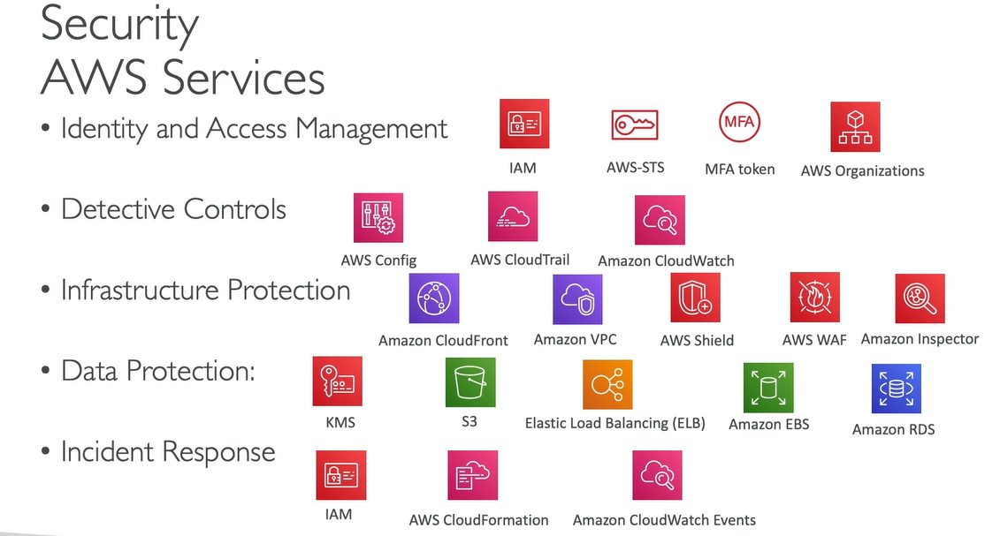 Security
AWS Services
• Identity and Access Management
IAM
AWS-STS
MFA
MFA token
AWS Organizations
• Detective Controls
AWS Config
AWS CloudTrail
Amazon CloudWatch
• Infrastructure Protection
Amazon CloudFront
Amazon VPC
AWS Shield
AWS WAF
Amazon Inspector
• Data Protection:
KMS
S3
Elastic Load Balancing (ELB)
Amazon EBS
Amazon RDS
• Incident Response
IAM
AWS CloudFormation
Amazon CloudWatch Events